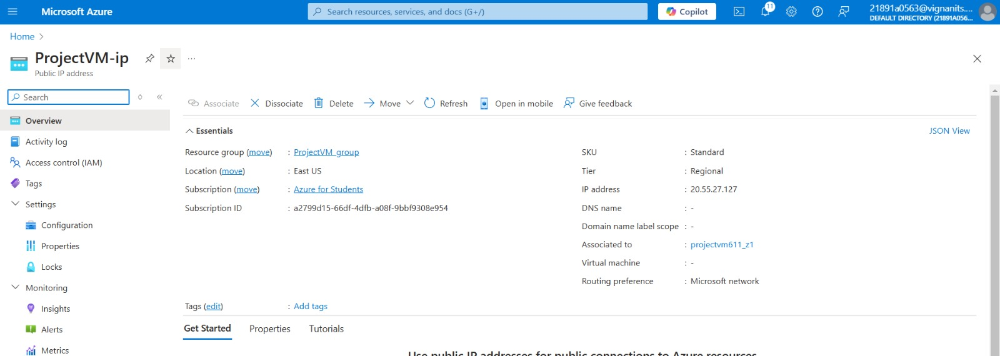 Microsoft Azure
Search resources, services, and docs (G+/)
Copilot
11
21891a0563@vignanits....
DEFAULT DIRECTORY (21891A056...
Home
ProjectVM-ip
Public IP address
Search
Associate
Dissociate
Delete
Move
Refresh
Open in mobile
Give feedback
Overview
Activity log
Access control (IAM)
Tags
Settings
Configuration
Properties
Locks
Monitoring
Insights
Alerts
Metrics
Essentials
JSON View
Resource group (move) : ProjectVM_group
Location (move) : East US
Subscription (move) : Azure for Students
Subscription ID : a2799d15-66df-4dfb-a08f-9bbf9308e954
SKU : Standard
Tier : Regional
IP address : 20.55.27.127
DNS name : -
Domain name label scope : -
Associated to : projectvm611_z1
Virtual machine : -
Routing preference : Microsoft network
Tags (edit) : Add tags
Get Started
Properties
Tutorials
Use public IP addresses for public connections to Azure resources